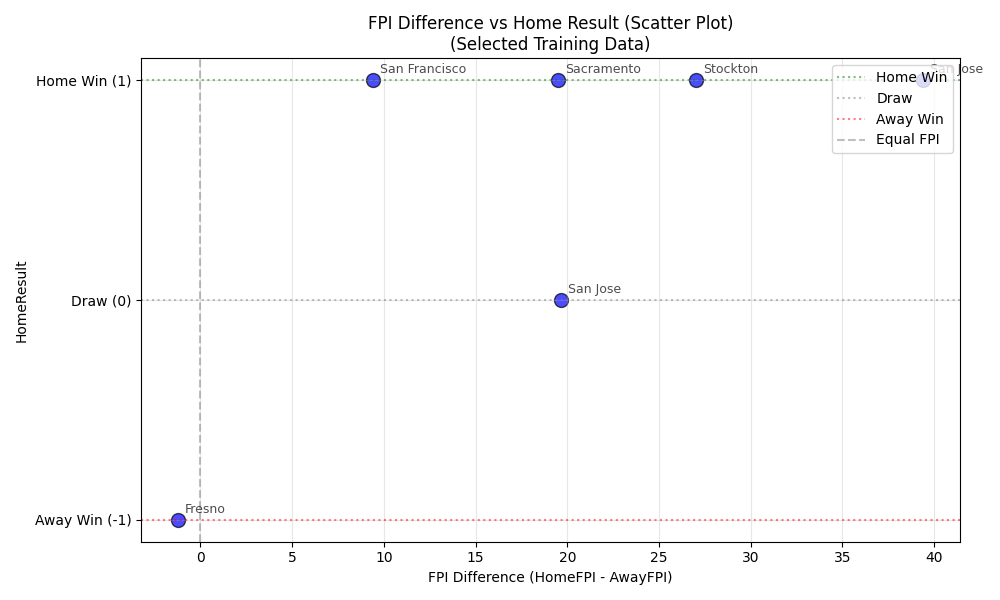 FPI Difference vs Home Result (Scatter Plot)
(Selected Training Data)
Home Win (1)
San Francisco
Sacramento
Stockton
San Jose
Home Win
Draw
Away Win
Equal FPI
HomeResult
Draw (0)
San Jose
Away Win (-1)
Fresno
0 5 10 15 20 25 30 35 40
FPI Difference (HomeFPI - AwayFPI)